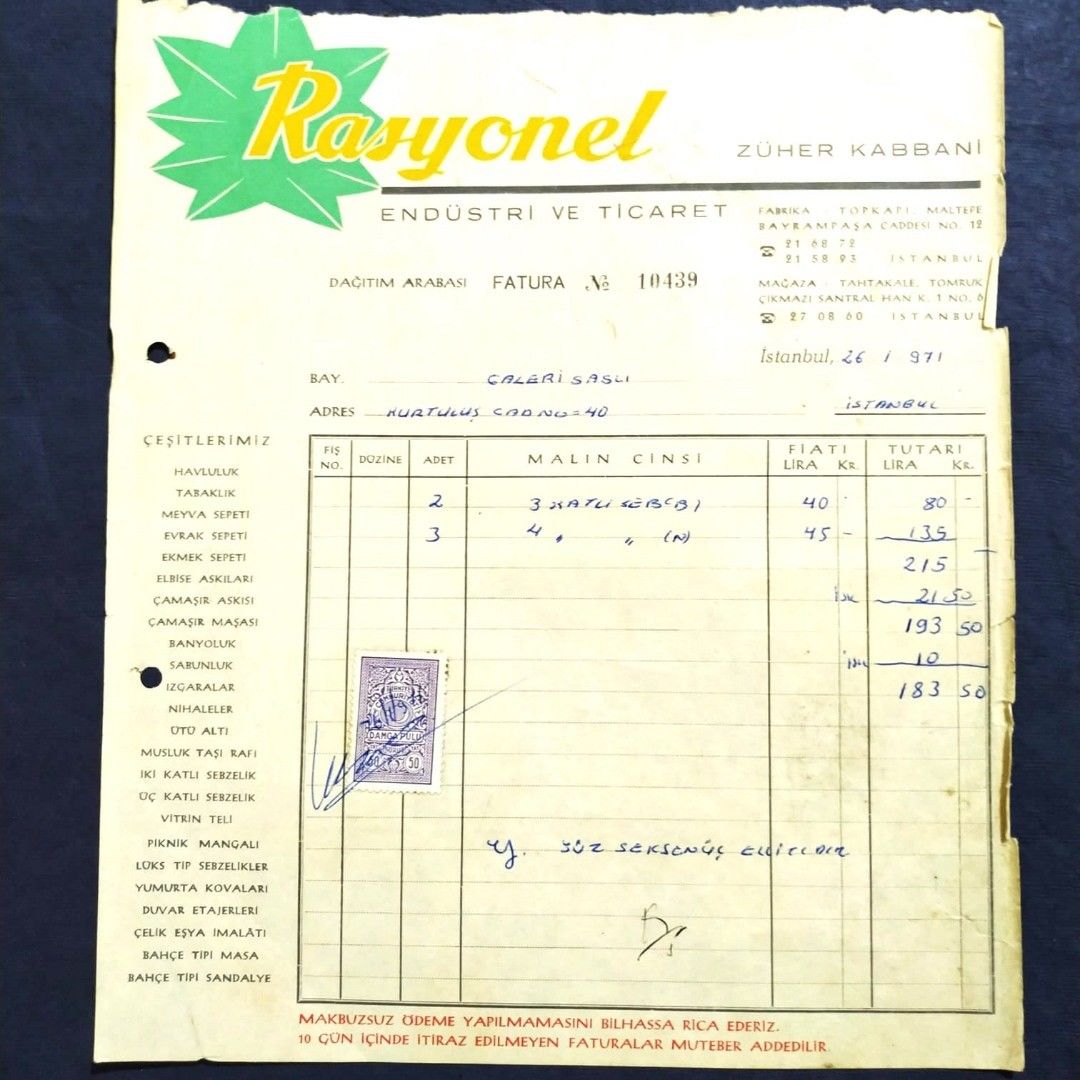 Rasyonel
ZÜHER KABBANİ
ENDÜSTRİ VE TİCARET
FABRİKA - TOPKAPI, MALTEPE
BAYRAMPAŞA CADDESİ NO. 12
☎ 21 68 72
21 58 93 İSTANBUL
MAĞAZA - TAHTAKALE, TOMRUK
ÇIKMAZI SANTRAL HAN K. 1 NO. 6
☎ 27 08 60 İSTANBUL
DAĞITIM ARABASI FATURA № 10439
İstanbul, 26 / 1 971
BAY. GALERİ SASLI
ADRES KURTULUŞ CAD NO=40 İSTANBUL
ÇEŞİTLERİMİZ
HAVLULUK
TABAKLIK
MEYVA SEPETİ
EVRAK SEPETİ
EKMEK SEPETİ
ELBİSE ASKILARI
ÇAMAŞIR ASKISI
ÇAMAŞIR MAŞASI
BANYOLUK
SABUNLUK
IZGARALAR
NİHALELER
ÜTÜ ALTI
MUSLUK TAŞI RAFI
İKİ KATLI SEBZELİK
ÜÇ KATLI SEBZELİK
VİTRİN TELİ
PİKNİK MANGALI
LÜKS TİP SEBZELİKLER
YUMURTA KOVALARI
DUVAR ETAJERLERİ
ÇELİK EŞYA İMALÂTI
BAHÇE TİPİ MASA
BAHÇE TİPİ SANDALYE
FİŞ NO. DÜZİNE ADET MALIN CİNSİ FİATI LİRA KR. TUTARI LİRA KR.
2 3 KATLI SEB(B) 40 - 80 -
3 4 " " (N) 45 - 135
215
isk 21 50
193 50
isk 10
183 50
DAMGA PULU
50 50
Y. YÜZ SEKSENÜÇ ELLİ
MAKBUZSUZ ÖDEME YAPILMAMASINI BİLHASSA RİCA EDERİZ.
10 GÜN İÇİNDE İTİRAZ EDİLMEYEN FATURALAR MUTEBER ADDEDİLİR.